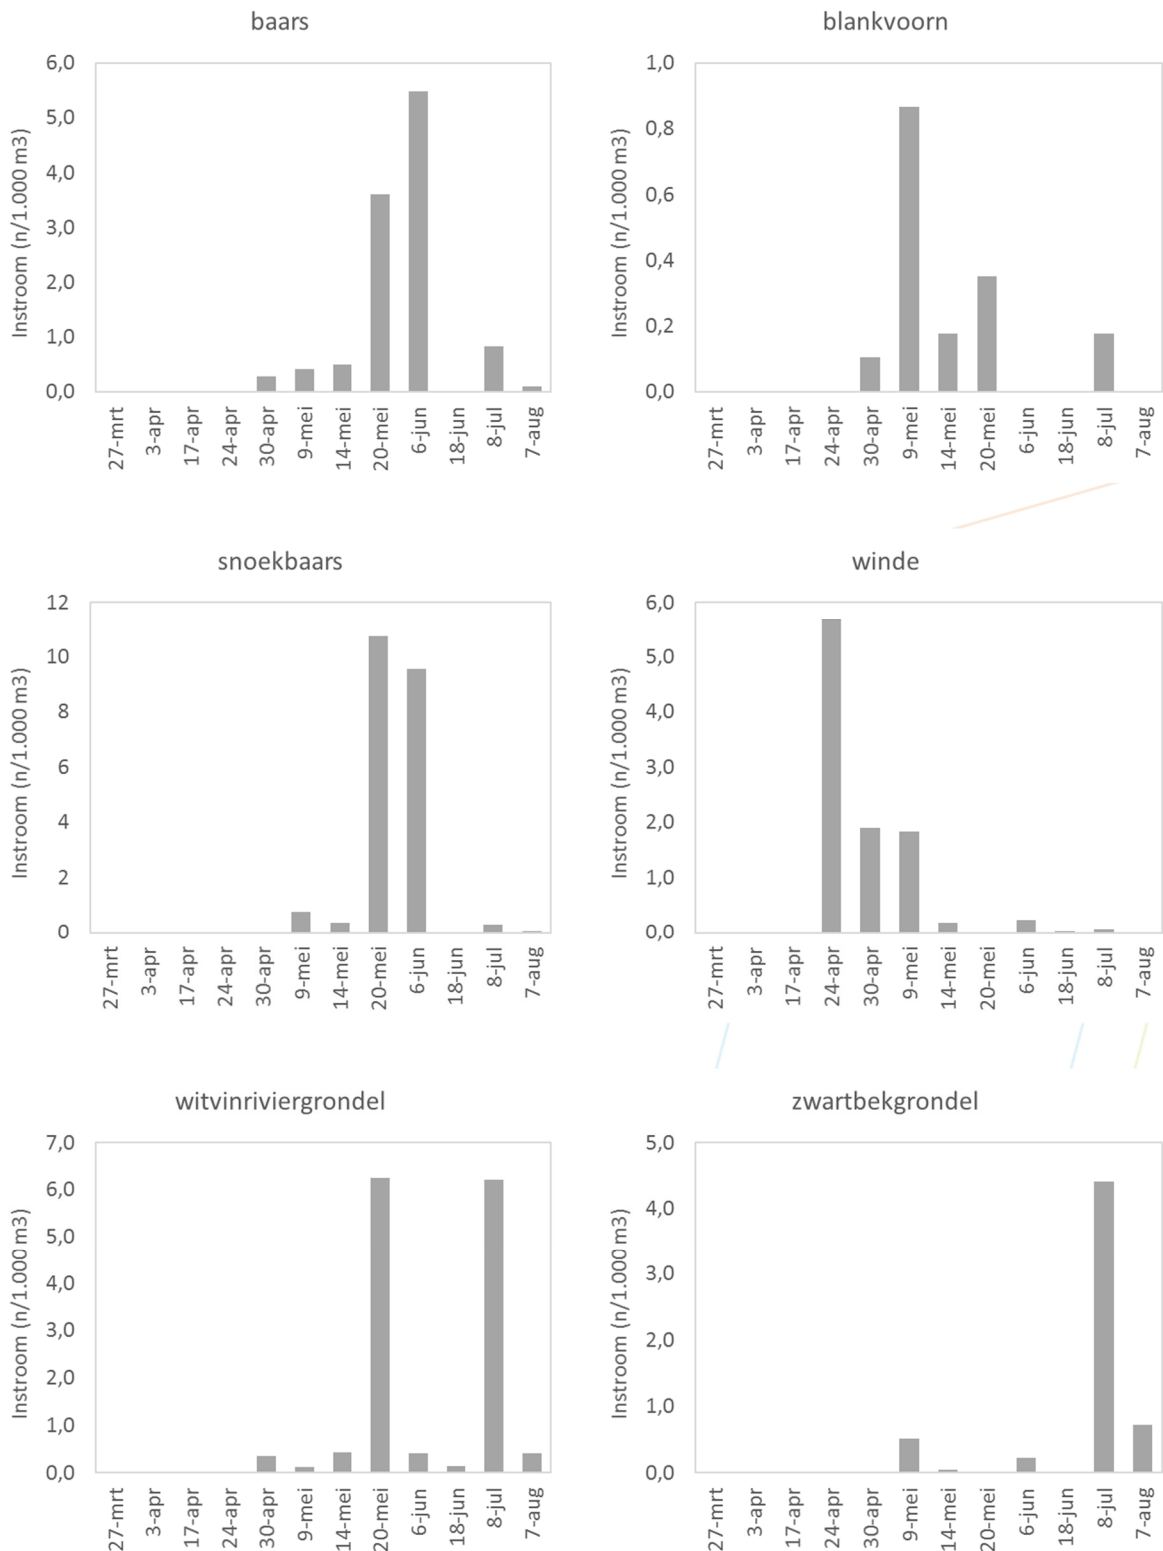 baars
6,0
5,0
4,0
3,0
2,0
1,0
0,0
Instroom (n/1.000 m3)
27-mrt
3-apr
17-apr
24-apr
30-apr
9-mei
14-mei
20-mei
6-jun
18-jun
8-jul
7-aug
blankvoorn
1,0
0,8
0,6
0,4
0,2
0,0
Instroom (n/1.000 m3)
27-mrt
3-apr
17-apr
24-apr
30-apr
9-mei
14-mei
20-mei
6-jun
18-jun
8-jul
7-aug
snoekbaars
12
10
8
6
4
2
0
Instroom (n/1.000 m3)
27-mrt
3-apr
17-apr
24-apr
30-apr
9-mei
14-mei
20-mei
6-jun
18-jun
8-jul
7-aug
winde
6,0
5,0
4,0
3,0
2,0
1,0
0,0
Instroom (n/1.000 m3)
27-mrt
3-apr
17-apr
24-apr
30-apr
9-mei
14-mei
20-mei
6-jun
18-jun
8-jul
7-aug
witvinriviergrondel
7,0
6,0
5,0
4,0
3,0
2,0
1,0
0,0
Instroom (n/1.000 m3)
27-mrt
3-apr
17-apr
24-apr
30-apr
9-mei
14-mei
20-mei
6-jun
18-jun
8-jul
7-aug
zwartbekgrondel
5,0
4,0
3,0
2,0
1,0
0,0
Instroom (n/1.000 m3)
27-mrt
3-apr
17-apr
24-apr
30-apr
9-mei
14-mei
20-mei
6-jun
18-jun
8-jul
7-aug